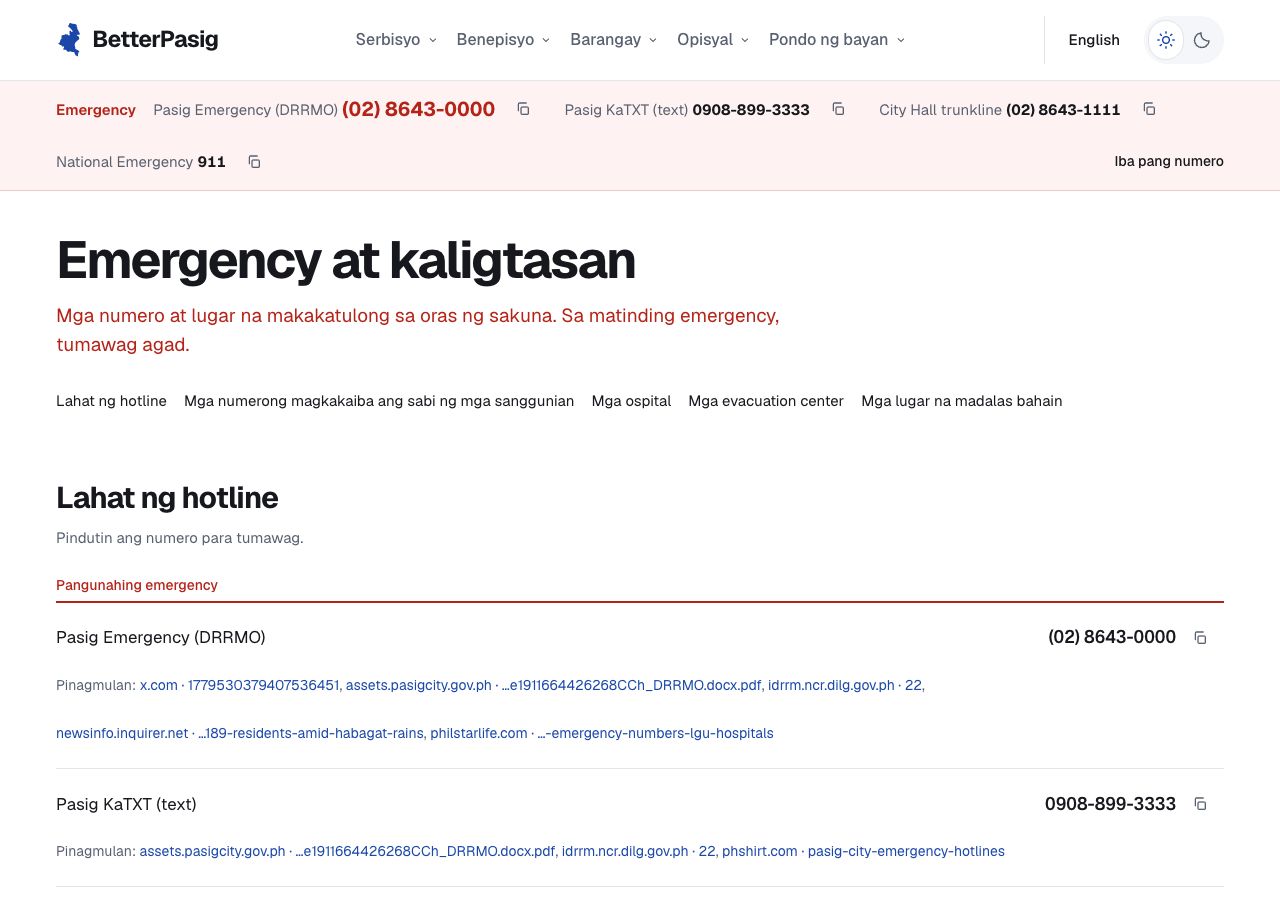 BetterPasig
Serbisyo Benepisyo Barangay Opisyal Pondo ng bayan
English
Emergency Pasig Emergency (DRRMO) (02) 8643-0000 Pasig KaTXT (text) 0908-899-3333 City Hall trunkline (02) 8643-1111
National Emergency 911 Iba pang numero
Emergency at kaligtasan
Mga numero at lugar na makakatulong sa oras ng sakuna. Sa matinding emergency,
tumawag agad.
Lahat ng hotline Mga numerong magkakaiba ang sabi ng mga sanggunian Mga ospital Mga evacuation center Mga lugar na madalas bahain
Lahat ng hotline
Pindutin ang numero para tumawag.
Pangunahing emergency
Pasig Emergency (DRRMO) (02) 8643-0000
Pinagmulan: x.com · 1779530379407536451, assets.pasigcity.gov.ph · …e1911664426268CCh_DRRMO.docx.pdf, idrrm.ncr.dilg.gov.ph · 22,
newsinfo.inquirer.net · …189-residents-amid-habagat-rains, philstarlife.com · …-emergency-numbers-lgu-hospitals
Pasig KaTXT (text) 0908-899-3333
Pinagmulan: assets.pasigcity.gov.ph · …e1911664426268CCh_DRRMO.docx.pdf, idrrm.ncr.dilg.gov.ph · 22, phshirt.com · pasig-city-emergency-hotlines